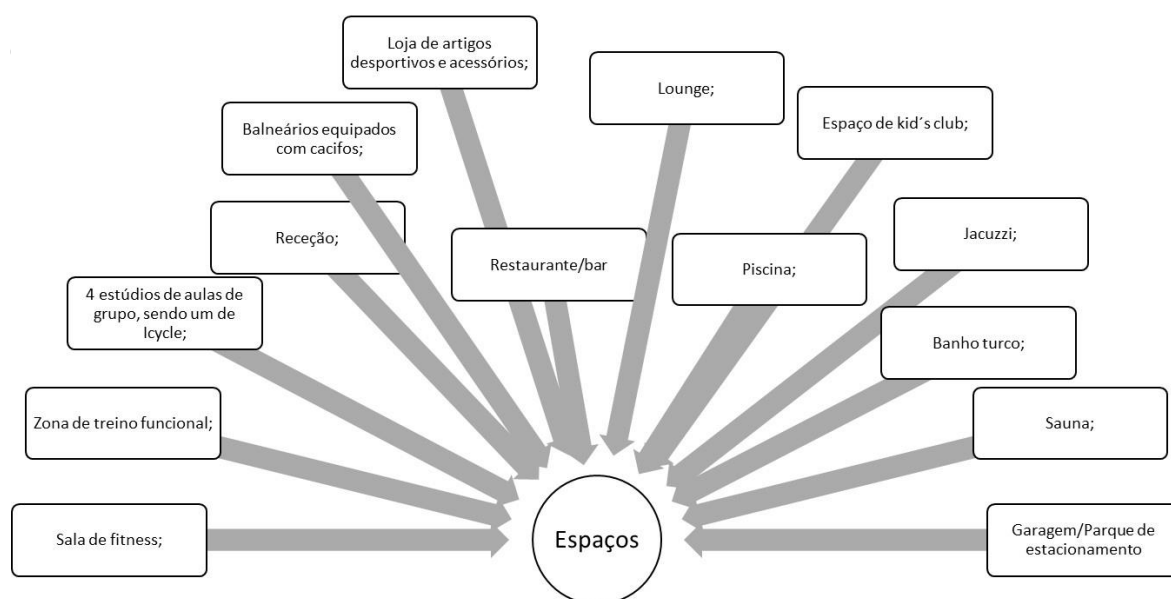 Loja de artigos
desportivos e acessórios;
Lounge;
Espaço de kid´s club;
Balneários equipados
com cacifos;
Receção;
Restaurante/bar
Piscina;
Jacuzzi;
4 estúdios de aulas de
grupo, sendo um de
Icycle;
Banho turco;
Zona de treino funcional;
Sauna;
Sala de fitness;
Espaços
Garagem/Parque de
estacionamento